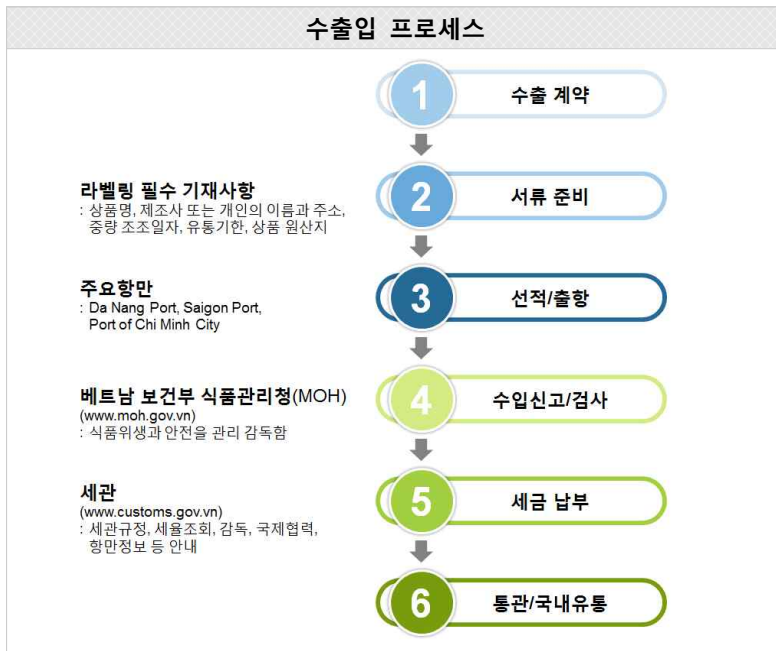 수출입 프로세스
1
수출 계약
라벨링 필수 기재사항
: 상품명, 제조사 또는 개인의 이름과 주소,
중량 조조일자, 유통기한, 상품 원산지
2
서류 준비
주요항만
: Da Nang Port, Saigon Port,
Port of Chi Minh City
3
선적/출항
베트남 보건부 식품관리청(MOH)
(www.moh.gov.vn)
: 식품위생과 안전을 관리 감독함
4
수입신고/검사
세관
(www.customs.gov.vn)
: 세관규정, 세율조회, 감독, 국제협력,
항만정보 등 안내
5
세금 납부
6
통관/국내유통